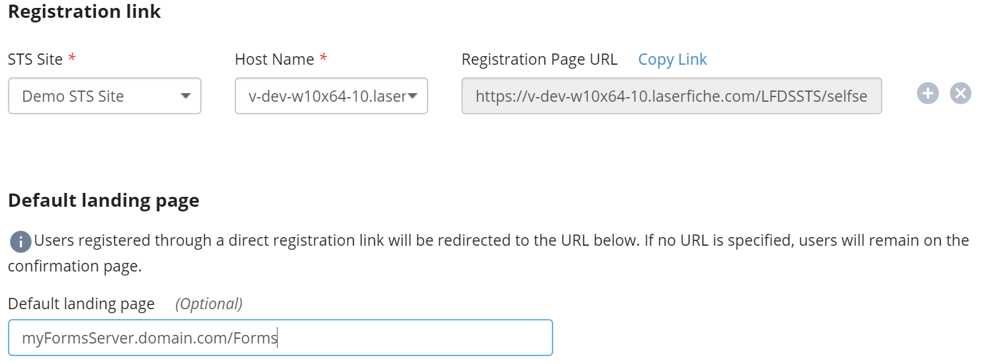 Registration link
STS Site * Host Name * Registration Page URL Copy Link
Demo STS Site v-dev-w10x64-10.laser https://v-dev-w10x64-10.laserfiche.com/LFDSSTS/selfse
Default landing page
Users registered through a direct registration link will be redirected to the URL below. If no URL is specified, users will remain on the
confirmation page.
Default landing page (Optional)
myFormsServer.domain.com/Forms